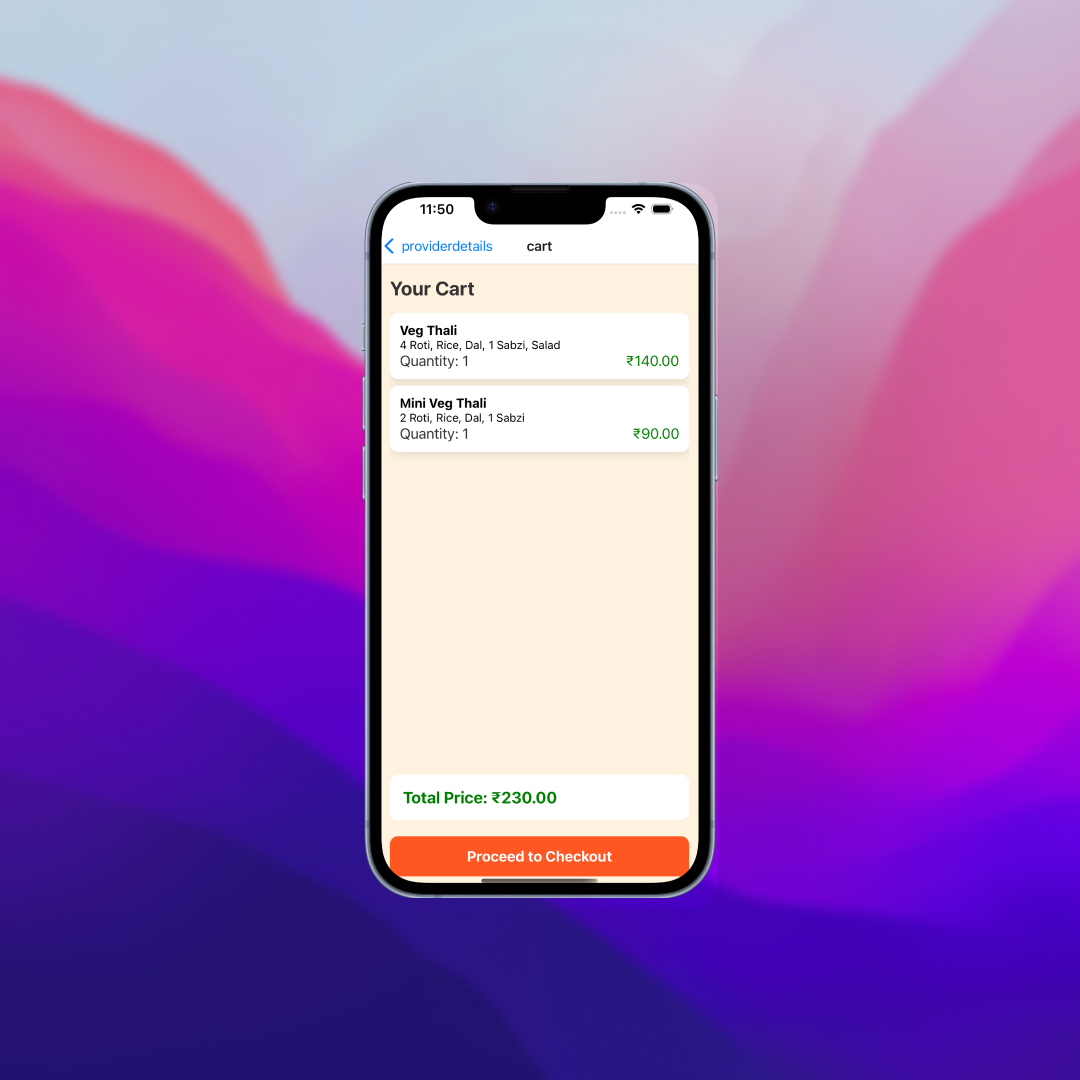 11:50
providerdetails cart
Your Cart
Veg Thali
4 Roti, Rice, Dal, 1 Sabzi, Salad
Quantity: 1 ₹140.00
Mini Veg Thali
2 Roti, Rice, Dal, 1 Sabzi
Quantity: 1 ₹90.00
Total Price: ₹230.00
Proceed to Checkout